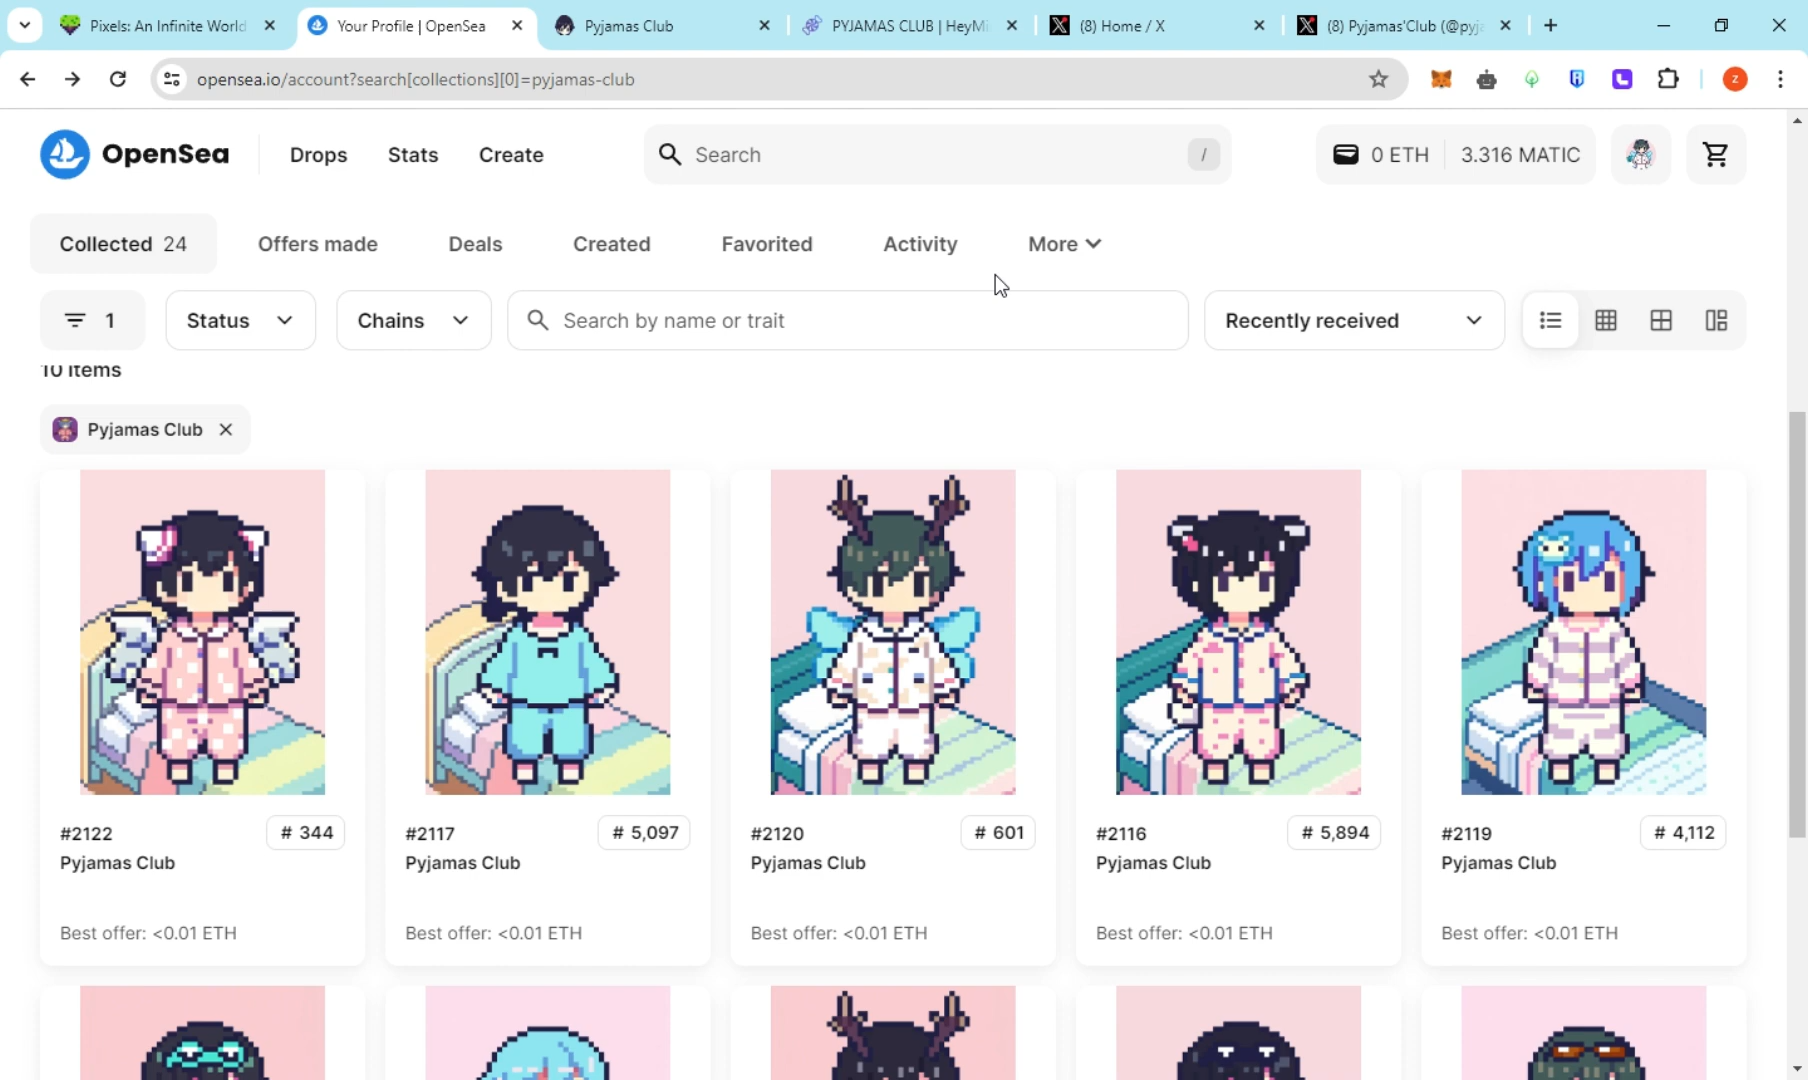 Pixels: An Infinite World
Your Profile | OpenSea
Pyjamas Club
PYJAMAS CLUB | HeyMi
(8) Home / X
(8) Pyjamas'Club (@pyja
opensea.io/account?search[collections][0]=pyjamas-club
z
OpenSea
Drops
Stats
Create
Search
/
0 ETH
3.316 MATIC
Collected 24
Offers made
Deals
Created
Favorited
Activity
More
1
Status
Chains
Search by name or trait
Recently received
10 items
Pyjamas Club
#2122
# 344
#2117
# 5,097
#2120
# 601
#2116
# 5,894
#2119
# 4,112
Pyjamas Club
Pyjamas Club
Pyjamas Club
Pyjamas Club
Pyjamas Club
Best offer: <0.01 ETH
Best offer: <0.01 ETH
Best offer: <0.01 ETH
Best offer: <0.01 ETH
Best offer: <0.01 ETH